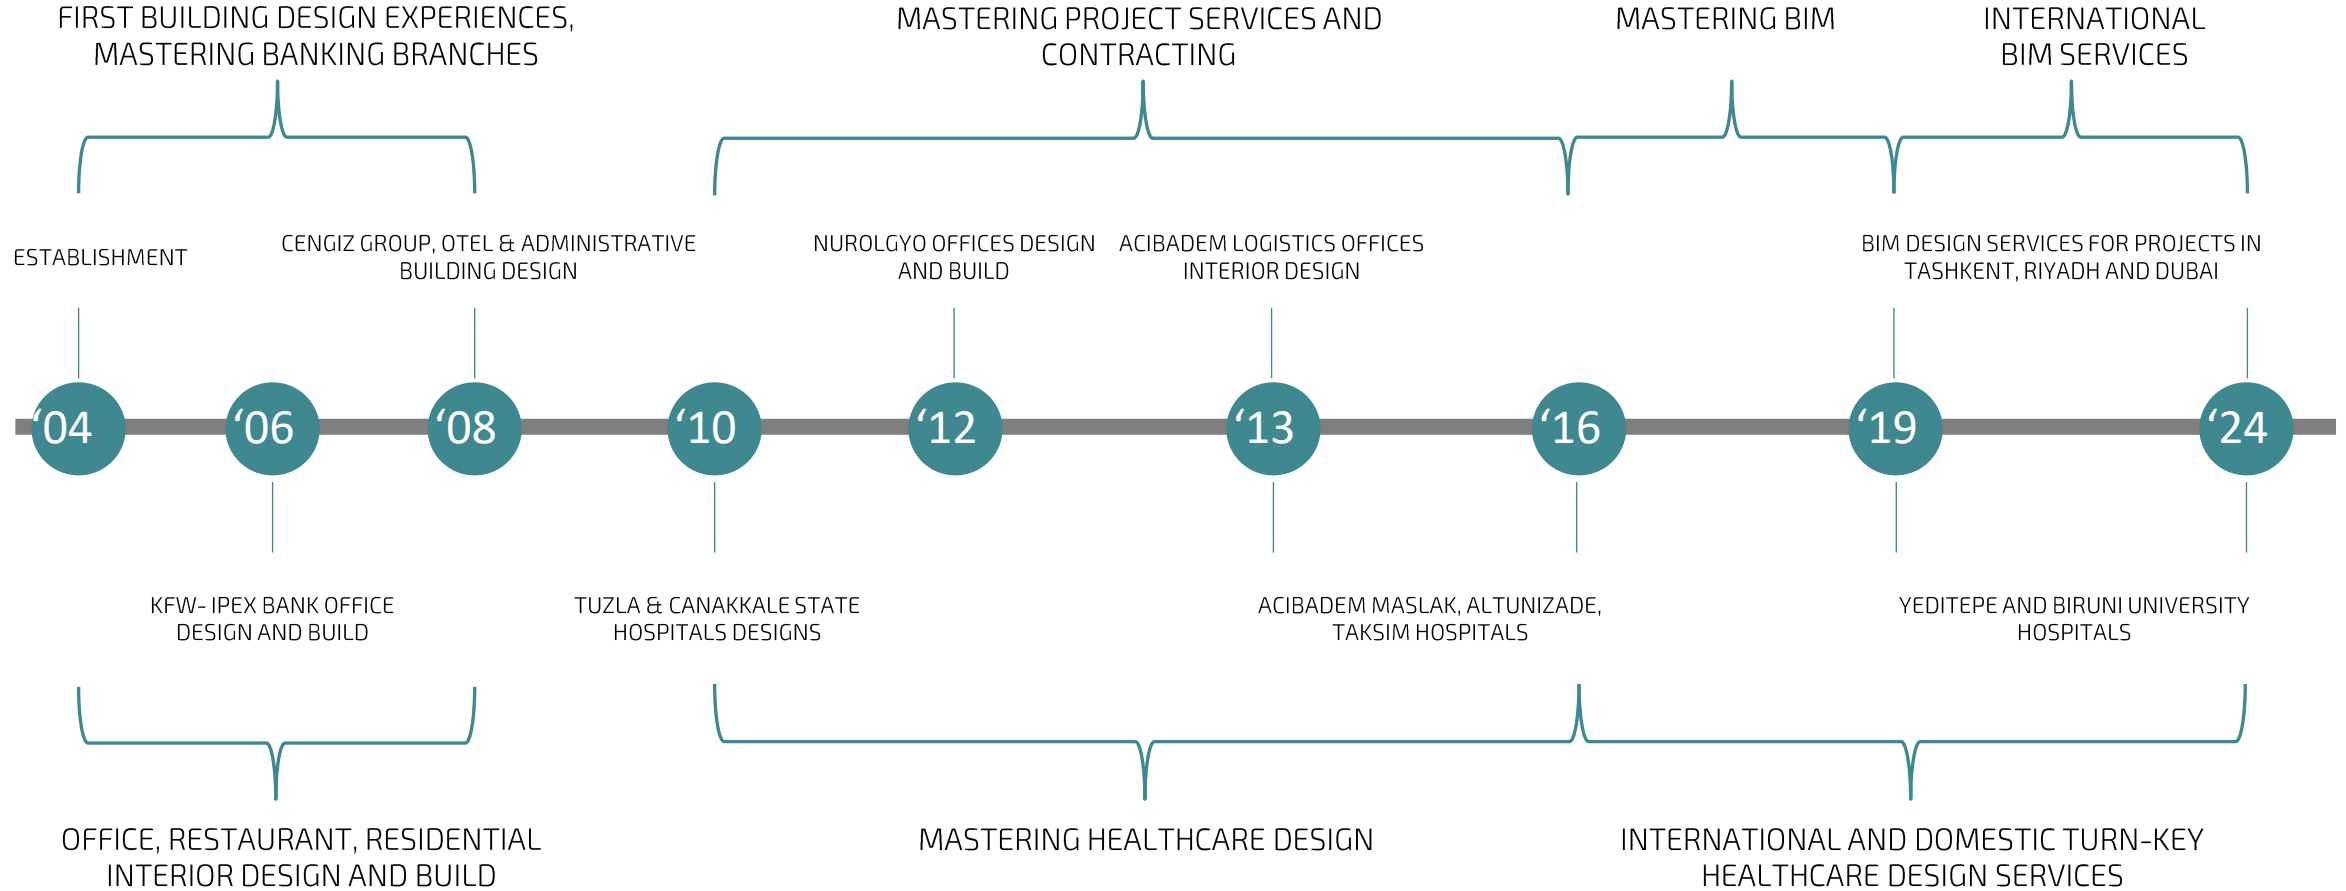 FIRST BUILDING DESIGN EXPERIENCES,
MASTERING BANKING BRANCHES
MASTERING PROJECT SERVICES AND
CONTRACTING
MASTERING BIM
INTERNATIONAL
BIM SERVICES
ESTABLISHMENT
CENGIZ GROUP, OTEL & ADMINISTRATIVE
BUILDING DESIGN
NUROLGYO OFFICES DESIGN
AND BUILD
ACIBADEM LOGISTICS OFFICES
INTERIOR DESIGN
BIM DESIGN SERVICES FOR PROJECTS IN
TASHKENT, RIYADH AND DUBAI
‘04
‘06
‘08
‘10
‘12
‘13
‘16
‘19
‘24
KFW- IPEX BANK OFFICE
DESIGN AND BUILD
TUZLA & CANAKKALE STATE
HOSPITALS DESIGNS
ACIBADEM MASLAK, ALTUNIZADE,
TAKSIM HOSPITALS
YEDITEPE AND BIRUNI UNIVERSITY
HOSPITALS
OFFICE, RESTAURANT, RESIDENTIAL
INTERIOR DESIGN AND BUILD
MASTERING HEALTHCARE DESIGN
INTERNATIONAL AND DOMESTIC TURN-KEY
HEALTHCARE DESIGN SERVICES